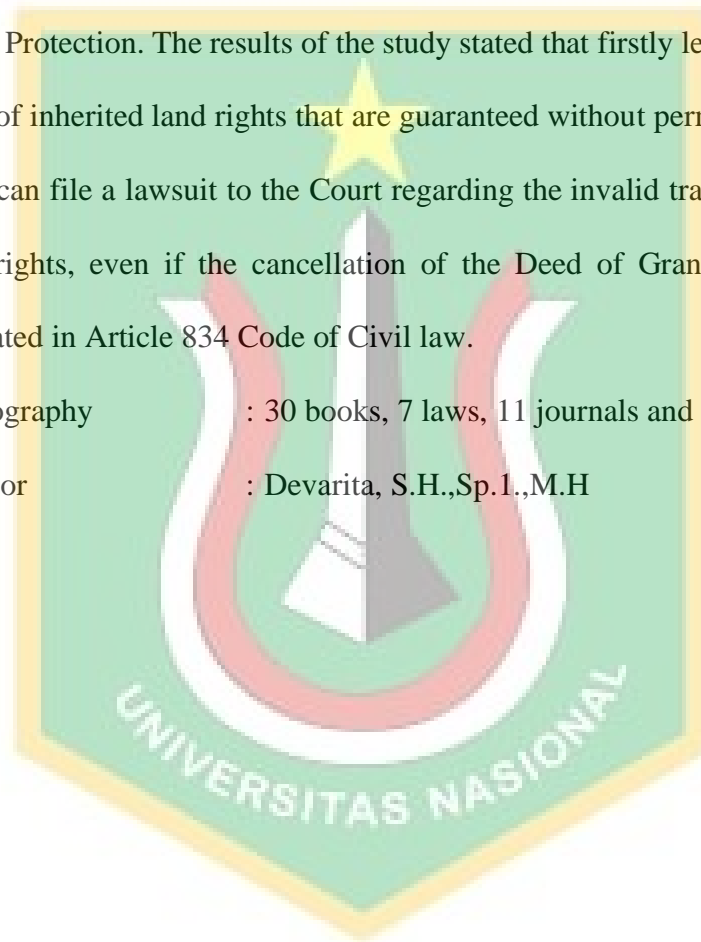 Protection. The results of the study stated that firstly le
of inherited land rights that are guaranteed without perr
can file a lawsuit to the Court regarding the invalid tra
rights, even if the cancellation of the Deed of Gran
ated in Article 834 Code of Civil law.
ography : 30 books, 7 laws, 11 journals and
or : Devarita, S.H.,Sp.1.,M.H
UNIVERSITAS NASIONAL